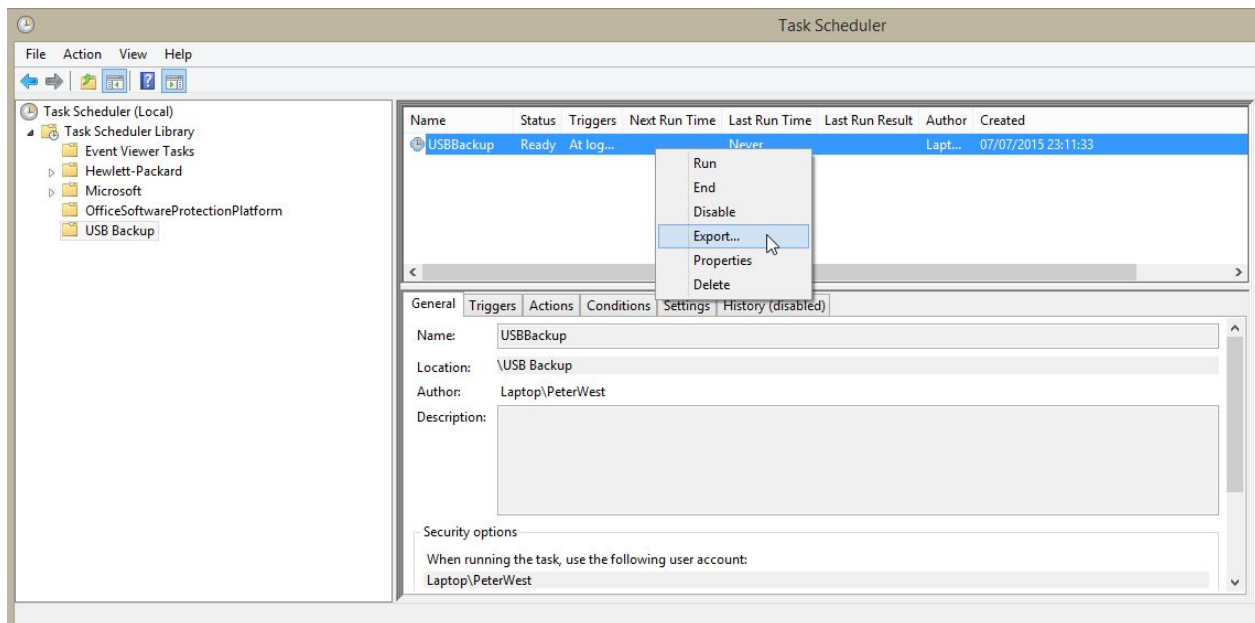 Task Scheduler
File Action View Help
Task Scheduler (Local)
Task Scheduler Library
Event Viewer Tasks
Hewlett-Packard
Microsoft
OfficeSoftwareProtectionPlatform
USB Backup
Name Status Triggers Next Run Time Last Run Time Last Run Result Author Created
USBBackup Ready At log... Never Lapt... 07/07/2015 23:11:33
Run
End
Disable
Export...
Properties
Delete
General Triggers Actions Conditions Settings History (disabled)
Name: USBBackup
Location: \USB Backup
Author: Laptop\PeterWest
Description:
Security options
When running the task, use the following user account:
Laptop\PeterWest